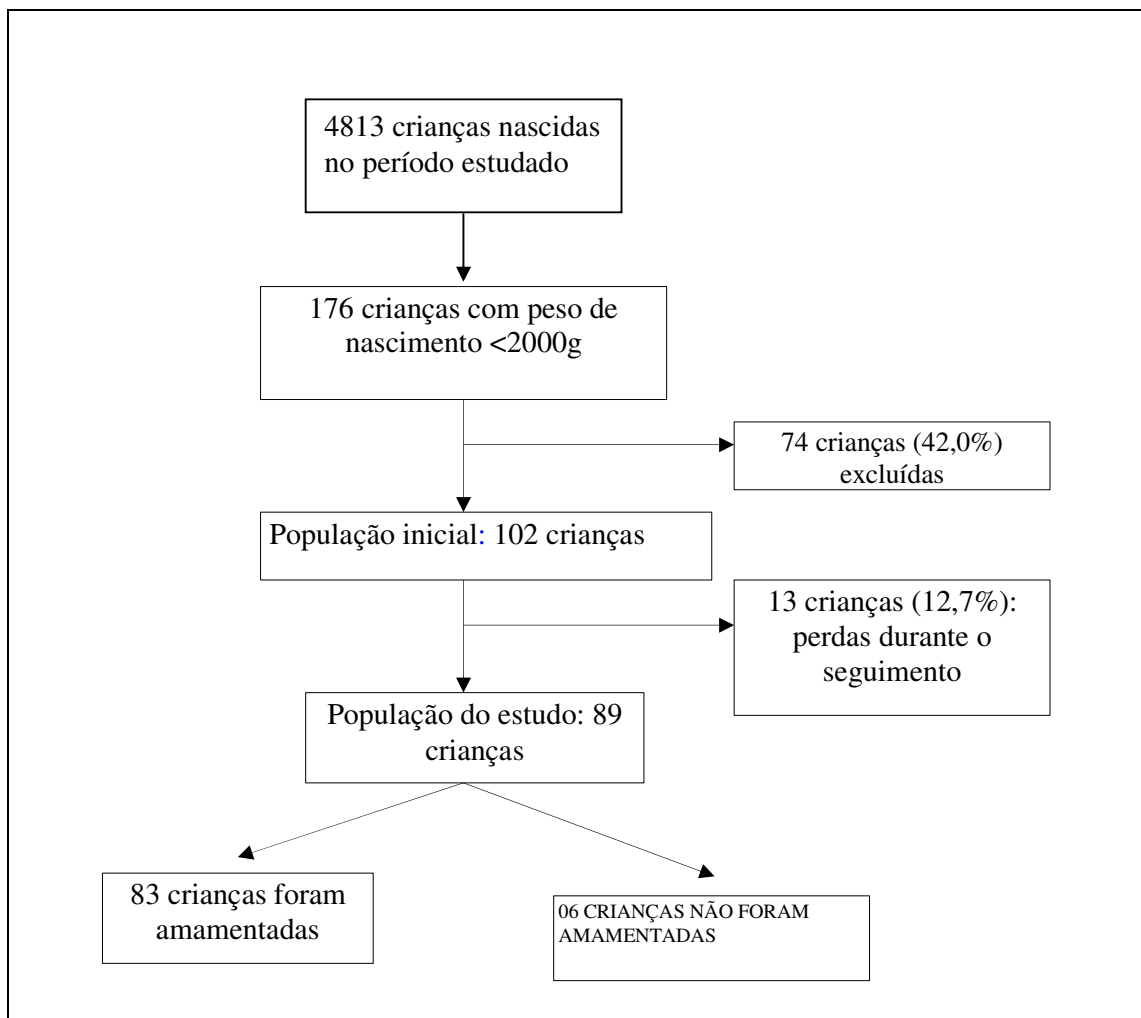 4813 crianças nascidas
no período estudado
176 crianças com peso de
nascimento <2000g
74 crianças (42,0%)
excluídas
População inicial: 102 crianças
13 crianças (12,7%):
perdas durante o
seguimento
População do estudo: 89
crianças
83 crianças foram
amamentadas
06 CRIANÇAS NÃO FORAM
AMAMENTADAS